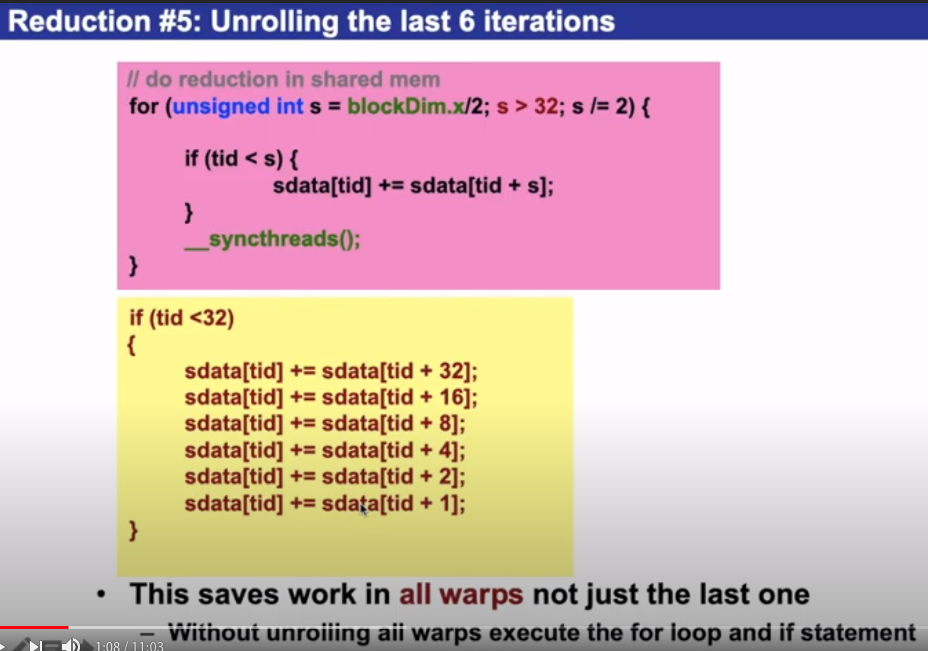 Reduction #5: Unrolling the last 6 iterations
// do reduction in shared mem
for (unsigned int s = blockDim.x/2; s > 32; s /= 2) {
if (tid < s) {
sdata[tid] += sdata[tid + s];
}
__syncthreads();
}
if (tid <32)
{
sdata[tid] += sdata[tid + 32];
sdata[tid] += sdata[tid + 16];
sdata[tid] += sdata[tid + 8];
sdata[tid] += sdata[tid + 4];
sdata[tid] += sdata[tid + 2];
sdata[tid] += sdata[tid + 1];
}
• This saves work in all warps not just the last one
– Without unrolling all warps execute the for loop and if statement
1:08 / 11:03